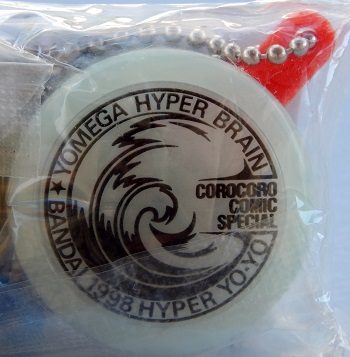 ★ YOMEGA HYPER BRAIN
COROCORO
COMIC
SPECIAL
BANDAI 1998 HYPER YO-YO